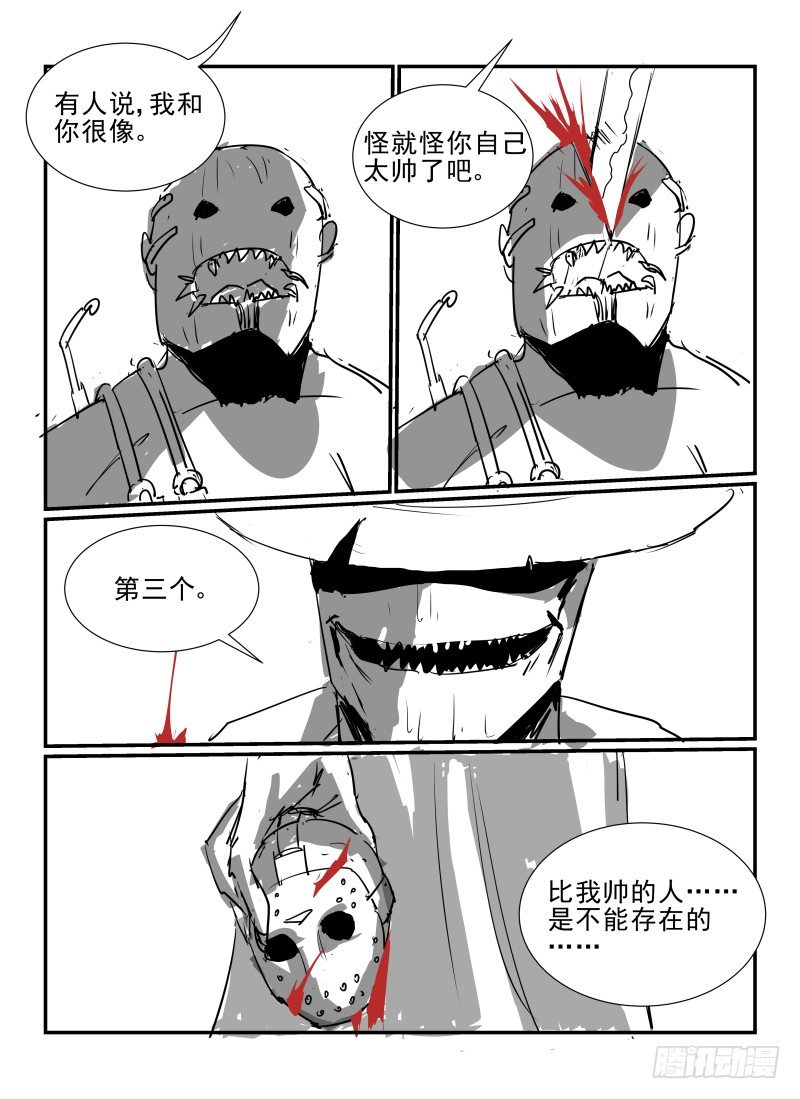 有人说,我和
你很像。
怪就怪你自己
太帅了吧。
第三个。
比我帅的人……
是不能存在的
……
腾讯动漫